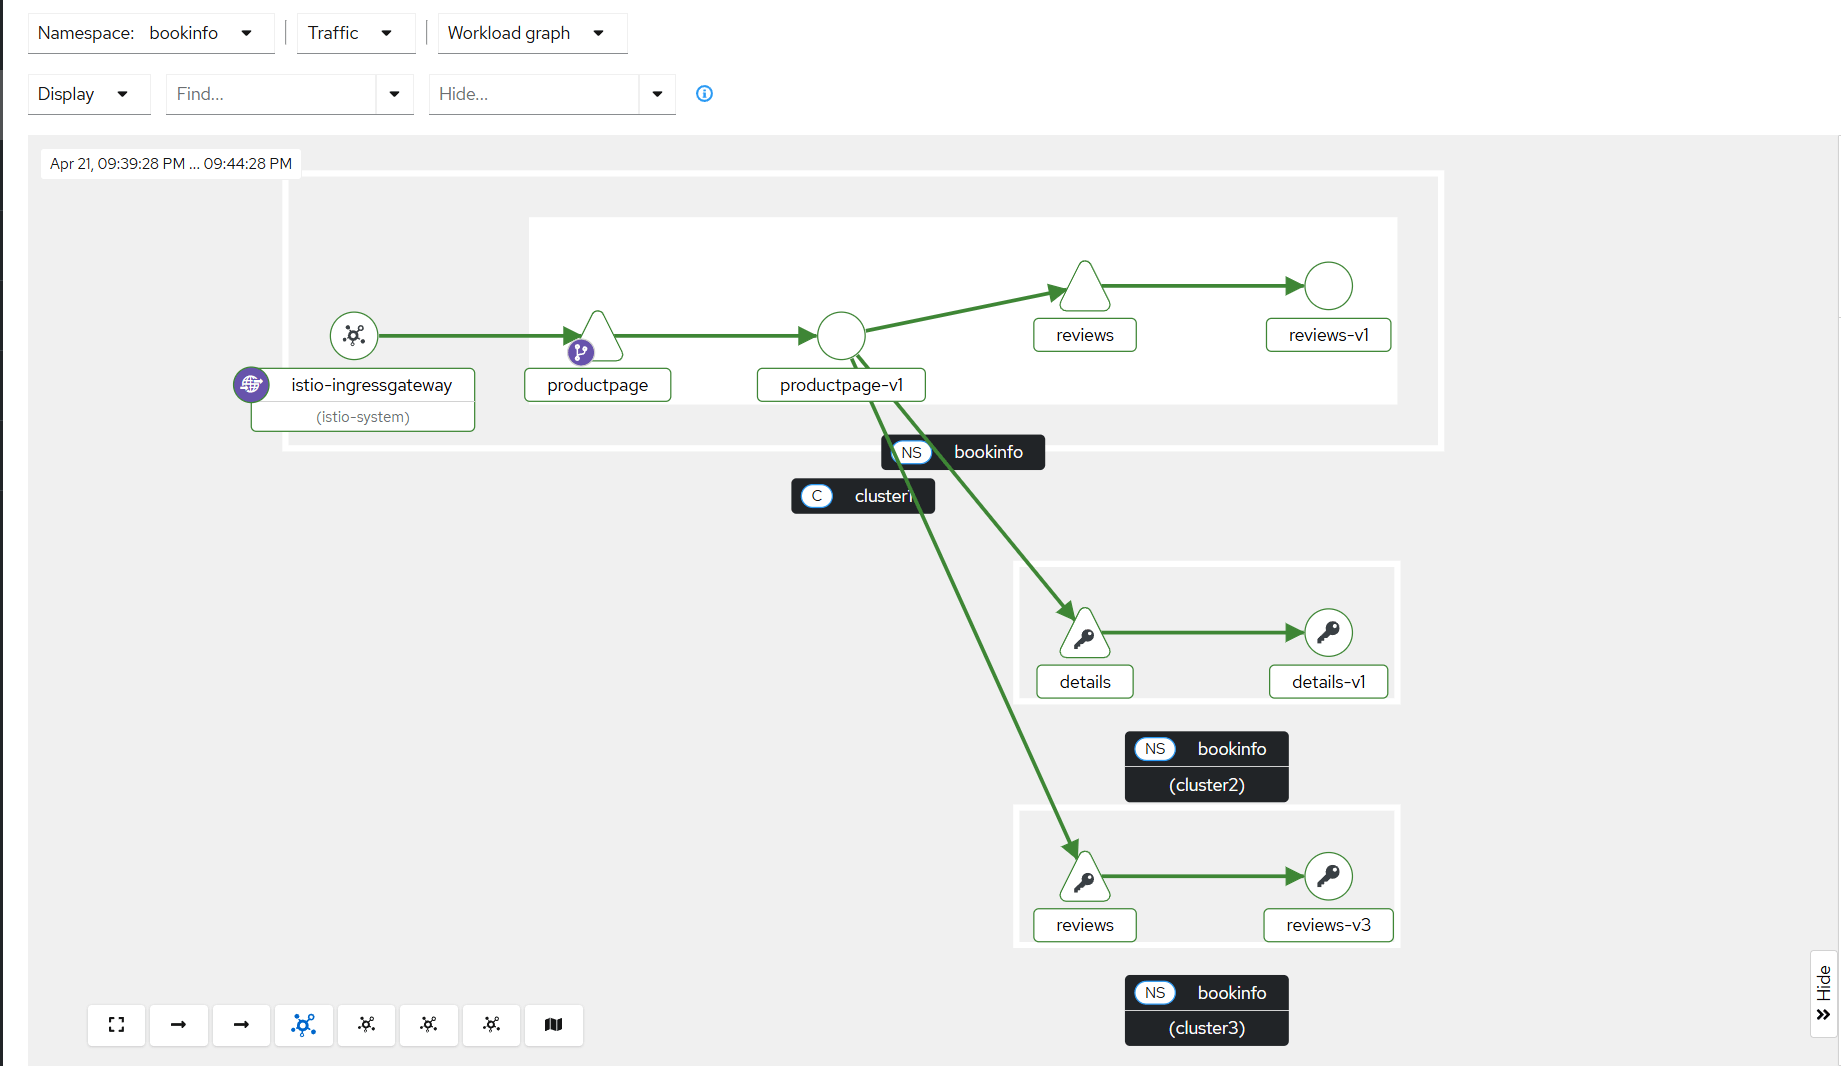 Namespace: bookinfo
Traffic
Workload graph
Display
Find...
Hide...
Apr 21, 09:39:28 PM ... 09:44:28 PM
istio-ingressgateway
(istio-system)
productpage
productpage-v1
reviews
reviews-v1
NS bookinfo
C cluster1
details
details-v1
NS bookinfo
(cluster2)
reviews
reviews-v3
NS bookinfo
(cluster3)
Hide